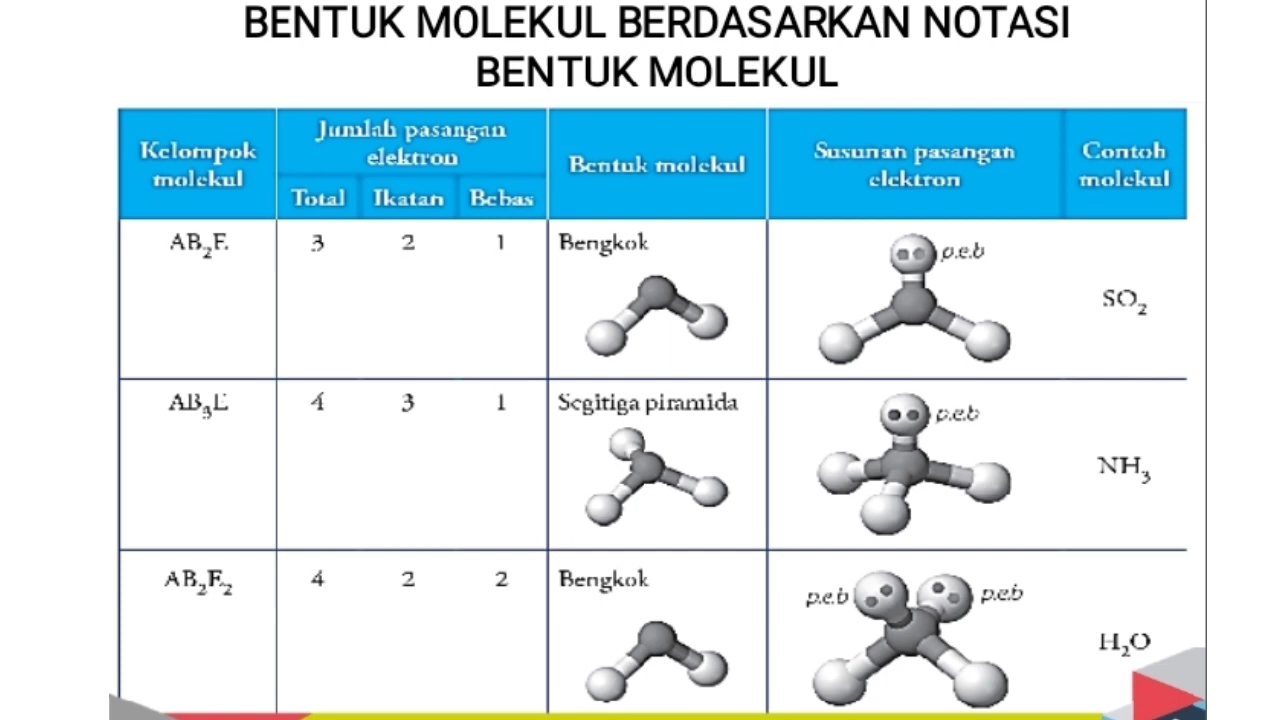 BENTUK MOLEKUL BERDASARKAN NOTASI
BENTUK MOLEKUL
Kelompok molekul
Jumlah pasangan elektron
Total Ikatan Bebas
Bentuk molekul
Susunan pasangan elektron
Contoh molekul
AB₂E 3 2 1 Bengkok
p.e.b
SO₂
AB₃E 4 3 1 Segitiga piramida
p.e.b
NH₃
AB₂E₂ 4 2 2 Bengkok
p.e.b p.e.b
H₂O